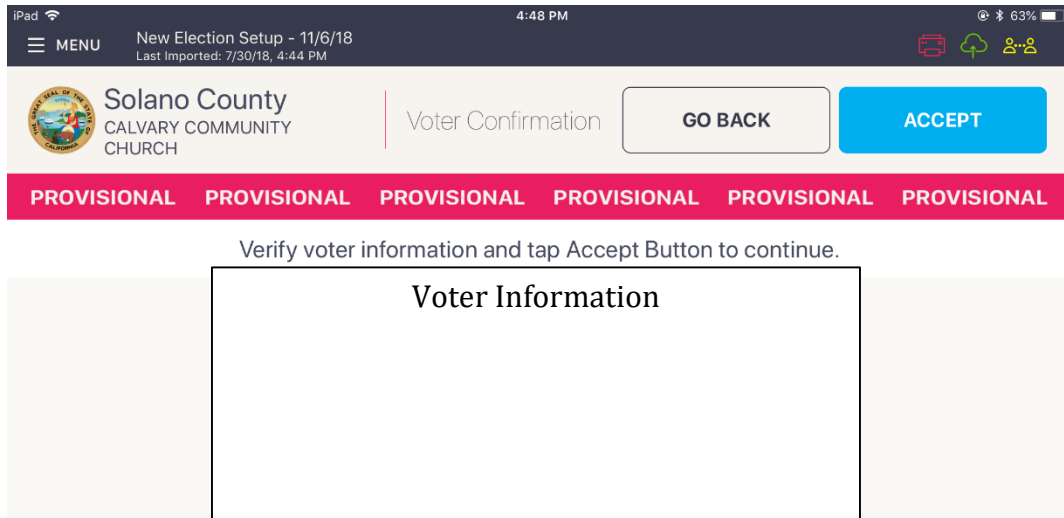 iPad 4:48 PM 63%
MENU New Election Setup - 11/6/18
Last Imported: 7/30/18, 4:44 PM
Solano County
CALVARY COMMUNITY
CHURCH
Voter Confirmation GO BACK ACCEPT
PROVISIONAL PROVISIONAL PROVISIONAL PROVISIONAL PROVISIONAL PROVISIONAL
Verify voter information and tap Accept Button to continue.
Voter Information